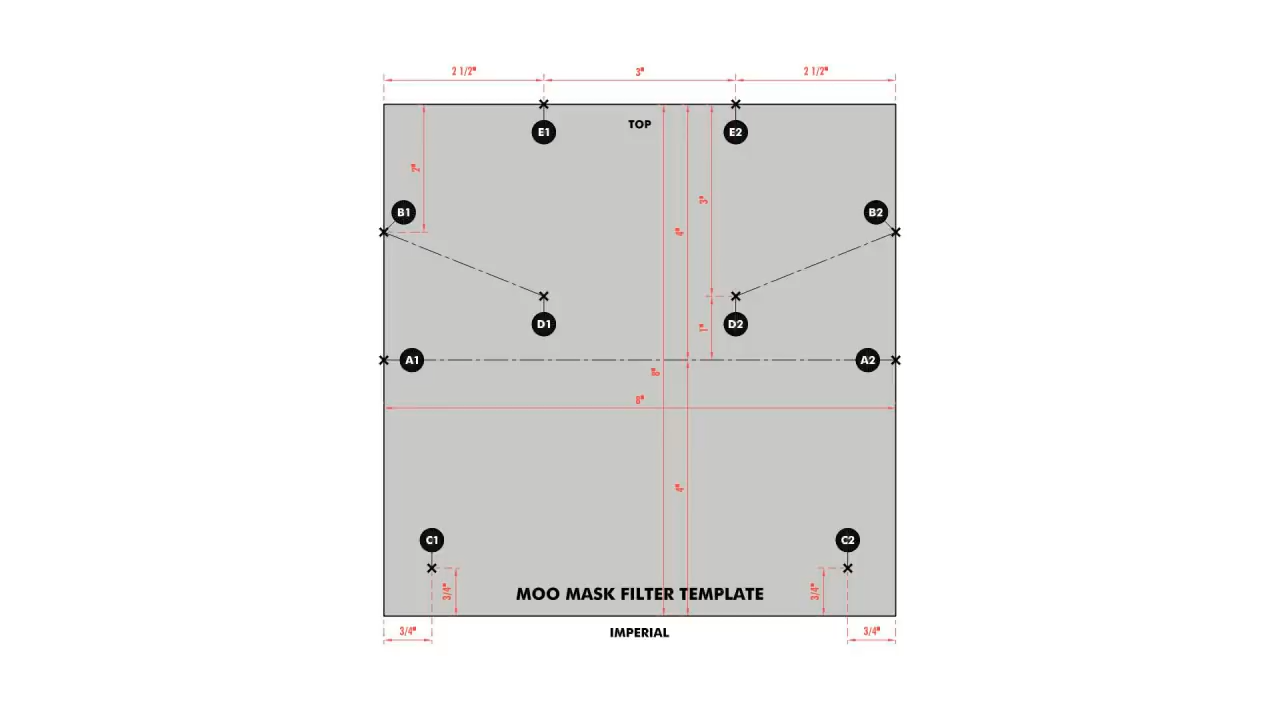 2 1/2"
3"
2 1/2"
E1
TOP
E2
2"
3"
B1
B2
4"
D1
D2
1"
A1
A2
8"
8"
4"
C1
C2
3/4"
MOO MASK FILTER TEMPLATE
3/4"
3/4"
IMPERIAL
3/4"